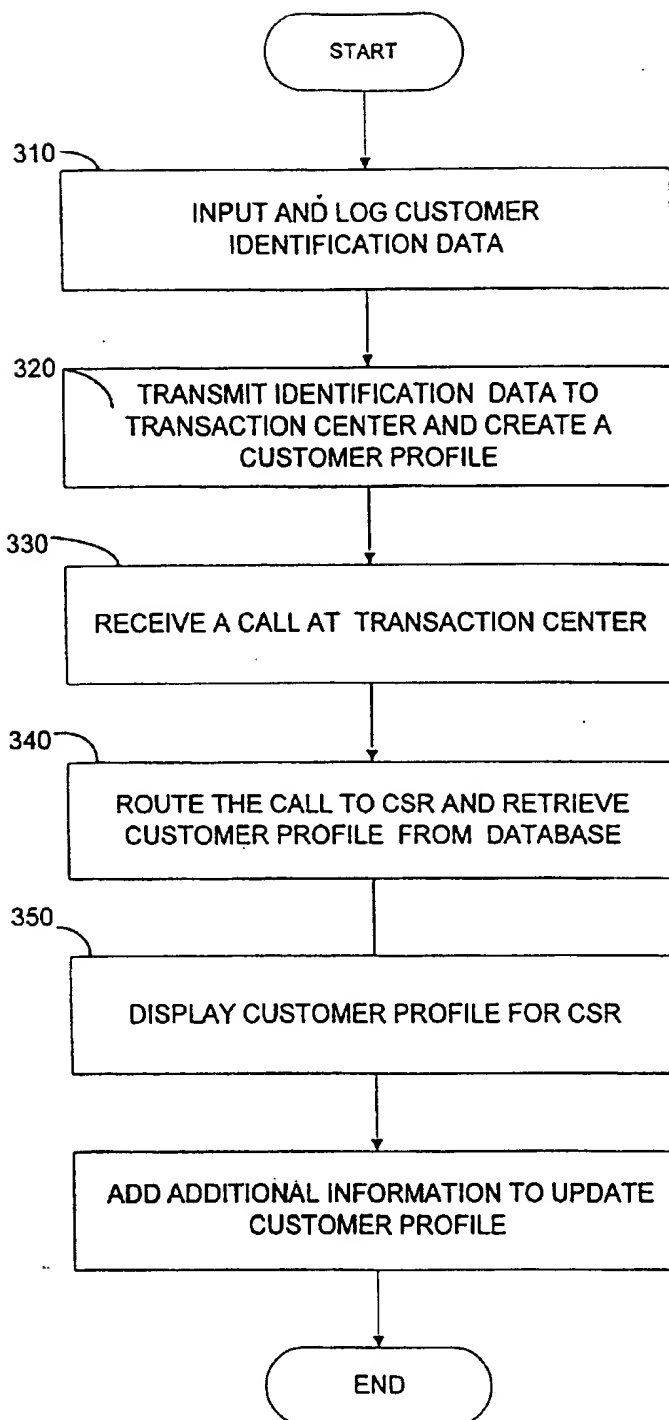 START
310
INPUT AND LOG CUSTOMER
IDENTIFICATION DATA
320
TRANSMIT IDENTIFICATION DATA TO
TRANSACTION CENTER AND CREATE A
CUSTOMER PROFILE
330
RECEIVE A CALL AT TRANSACTION CENTER
340
ROUTE THE CALL TO CSR AND RETRIEVE
CUSTOMER PROFILE FROM DATABASE
350
DISPLAY CUSTOMER PROFILE FOR CSR
ADD ADDITIONAL INFORMATION TO UPDATE
CUSTOMER PROFILE
END